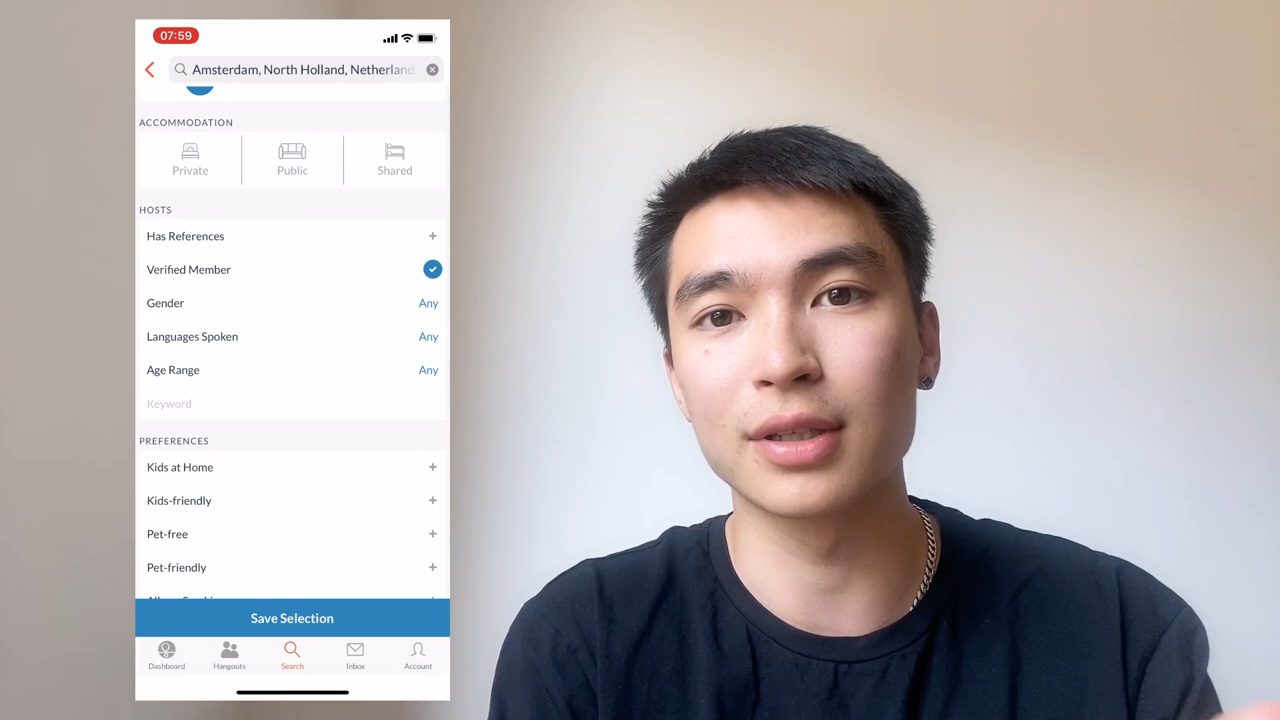 07:59
Amsterdam, North Holland, Netherland
ACCOMMODATION
Private Public Shared
HOSTS
Has References
Verified Member
Gender Any
Languages Spoken Any
Age Range Any
Keyword
PREFERENCES
Kids at Home
Kids-friendly
Pet-free
Pet-friendly
Save Selection
Dashboard Hangouts Search Inbox Account